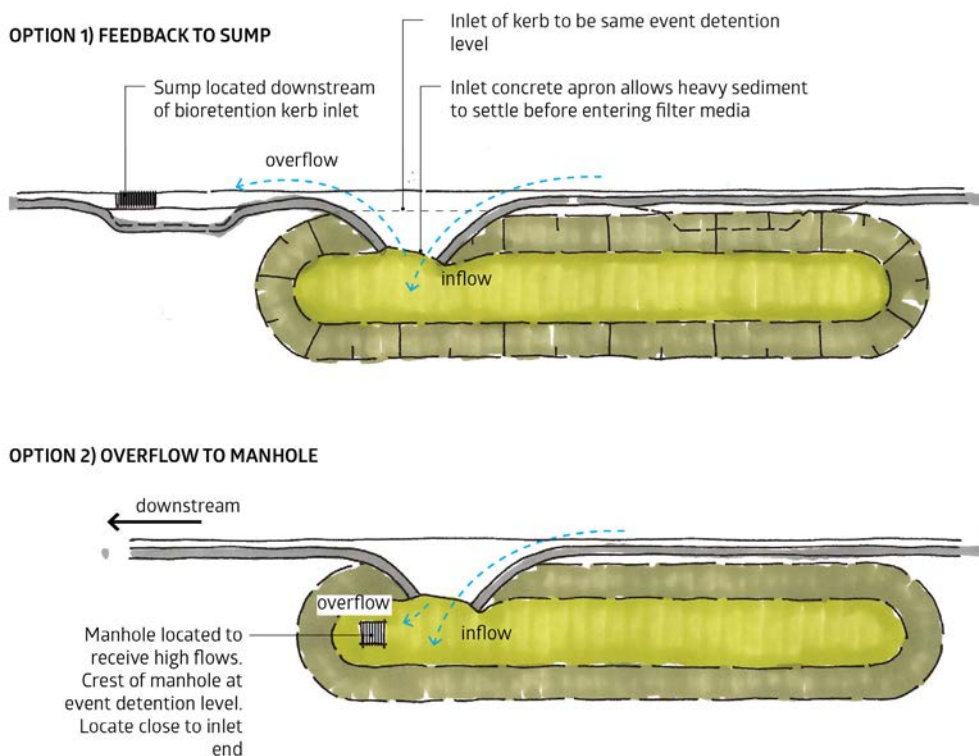 OPTION 1) FEEDBACK TO SUMP
Inlet of kerb to be same event detention
level
Sump located downstream
of bioretention kerb inlet
Inlet concrete apron allows heavy sediment
to settle before entering filter media
overflow
inflow
OPTION 2) OVERFLOW TO MANHOLE
downstream
overflow
inflow
Manhole located to
receive high flows.
Crest of manhole at
event detention level.
Locate close to inlet
end